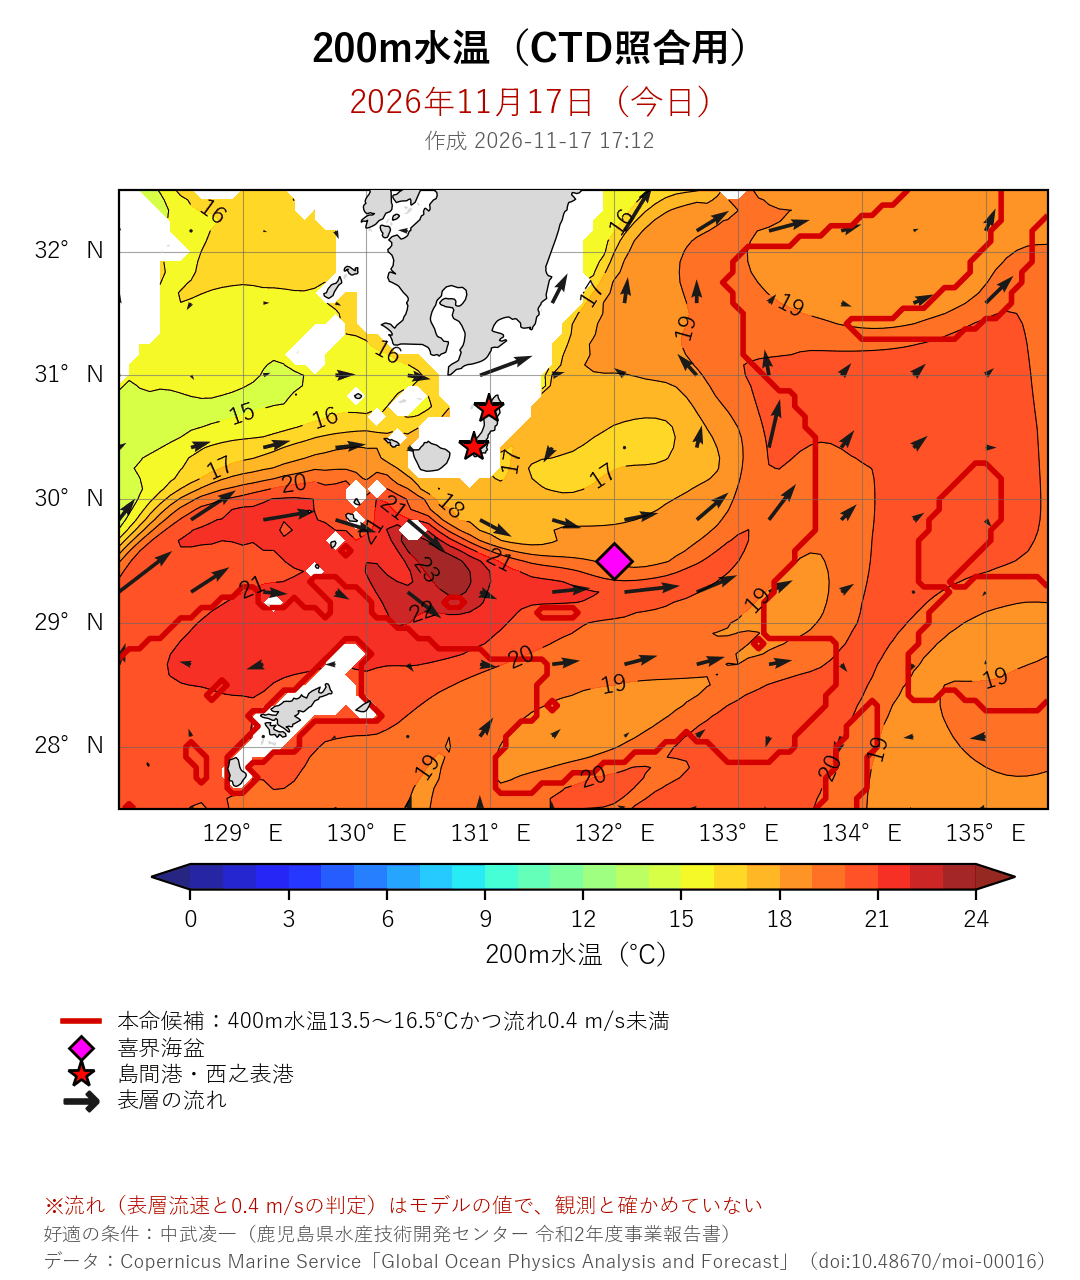 200m水温（CTD照合用）
2026年11月17日（今日）
作成 2026-11-17 17:12
32° N
31° N
30° N
29° N
28° N
16
16
17
19
19
16
15
16
17
17
17
20
21
18
21
21
23
21
22
19
20
19
19
19
20
20
19
129° E
130° E
131° E
132° E
133° E
134° E
135° E
0
3
6
9
12
15
18
21
24
200m水温（°C）
本命候補：400m水温13.5～16.5°Cかつ流れ0.4 m/s未満
喜界海盆
島間港・西之表港
表層の流れ
※流れ（表層流速と0.4 m/sの判定）はモデルの値で、観測と確かめていない
好適の条件：中武凌一（鹿児島県水産技術開発センター 令和2年度事業報告書）
データ：Copernicus Marine Service「Global Ocean Physics Analysis and Forecast」（doi:10.48670/moi-00016）